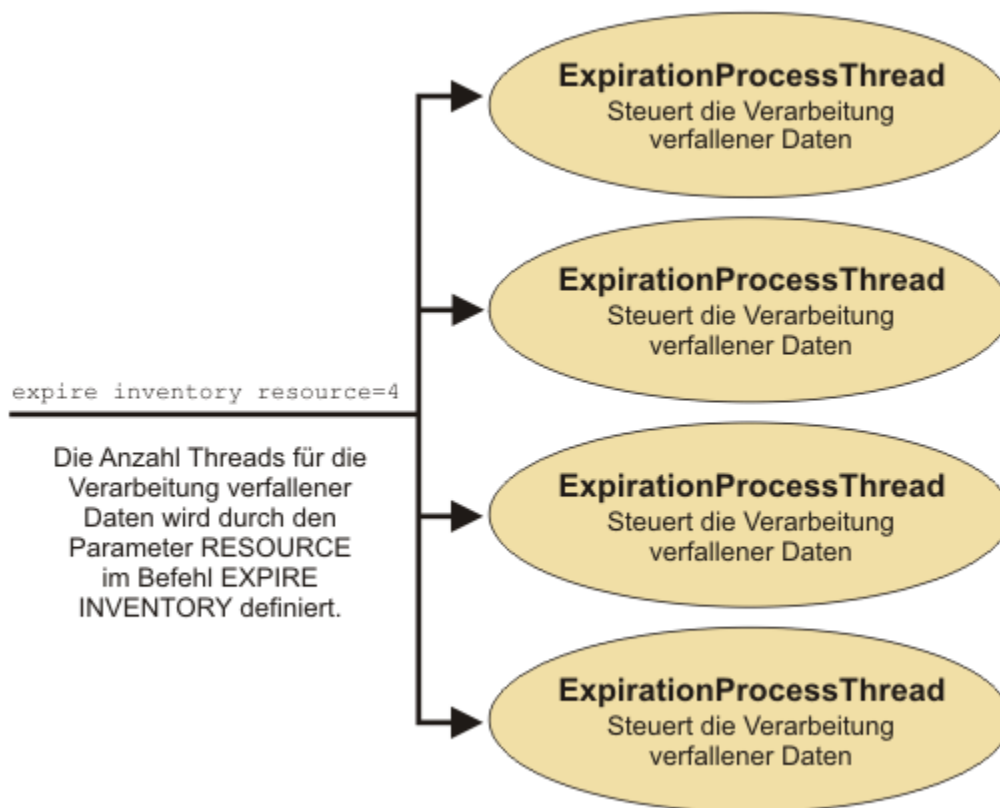 ExpirationProcessThread
Steuert die Verarbeitung
verfallener Daten
ExpirationProcessThread
Steuert die Verarbeitung
verfallener Daten
expire inventory resource=4
Die Anzahl Threads für die
Verarbeitung verfallener
Daten wird durch den
Parameter RESOURCE
im Befehl EXPIRE
INVENTORY definiert.
ExpirationProcessThread
Steuert die Verarbeitung
verfallener Daten
ExpirationProcessThread
Steuert die Verarbeitung
verfallener Daten